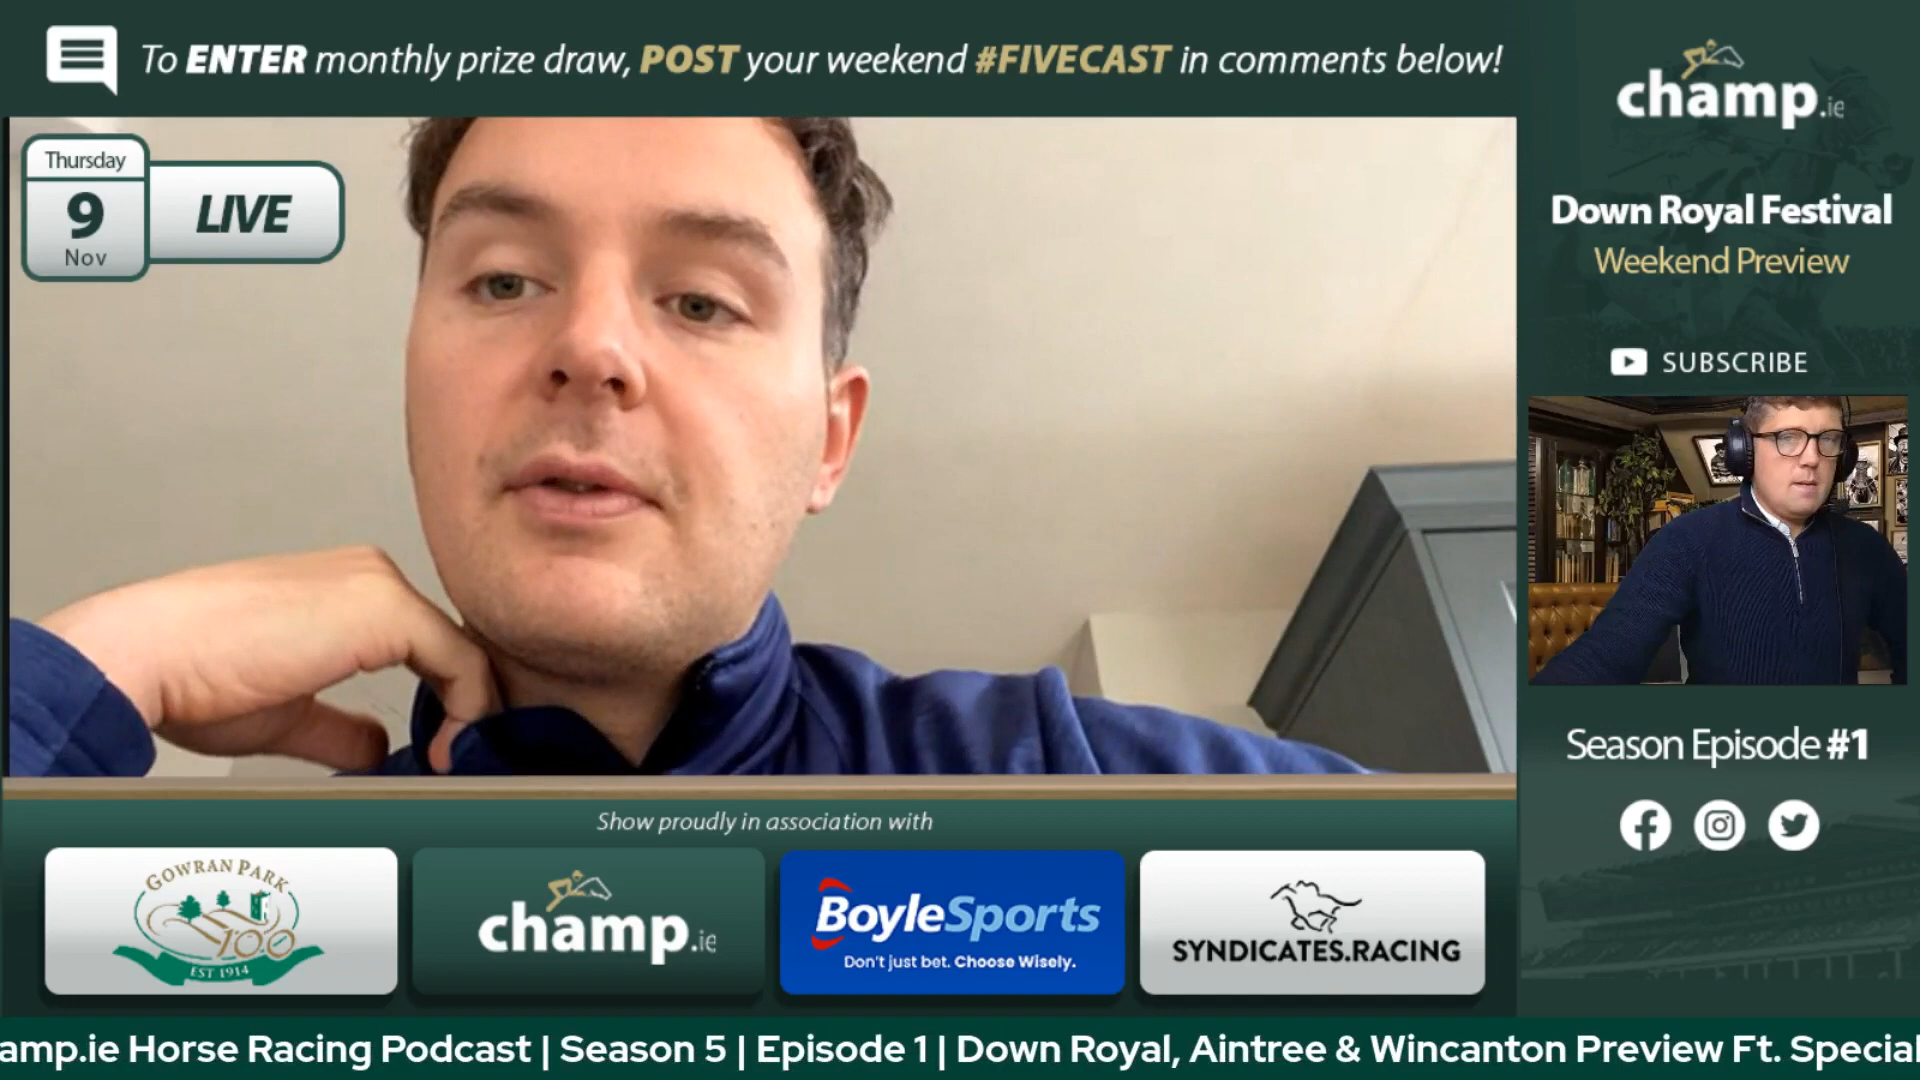 To ENTER monthly prize draw, POST your weekend #FIVECAST in comments below!
Thursday
9
Nov
LIVE
champ.ie
Down Royal Festival
Weekend Preview
SUBSCRIBE
Season Episode #1
Show proudly in association with
GOWRAN PARK
100
EST 1914
champ.ie
BoyleSports
Don't just bet. Choose Wisely.
SYNDICATES.RACING
amp.ie Horse Racing Podcast | Season 5 | Episode 1 | Down Royal, Aintree & Wincanton Preview Ft. Special